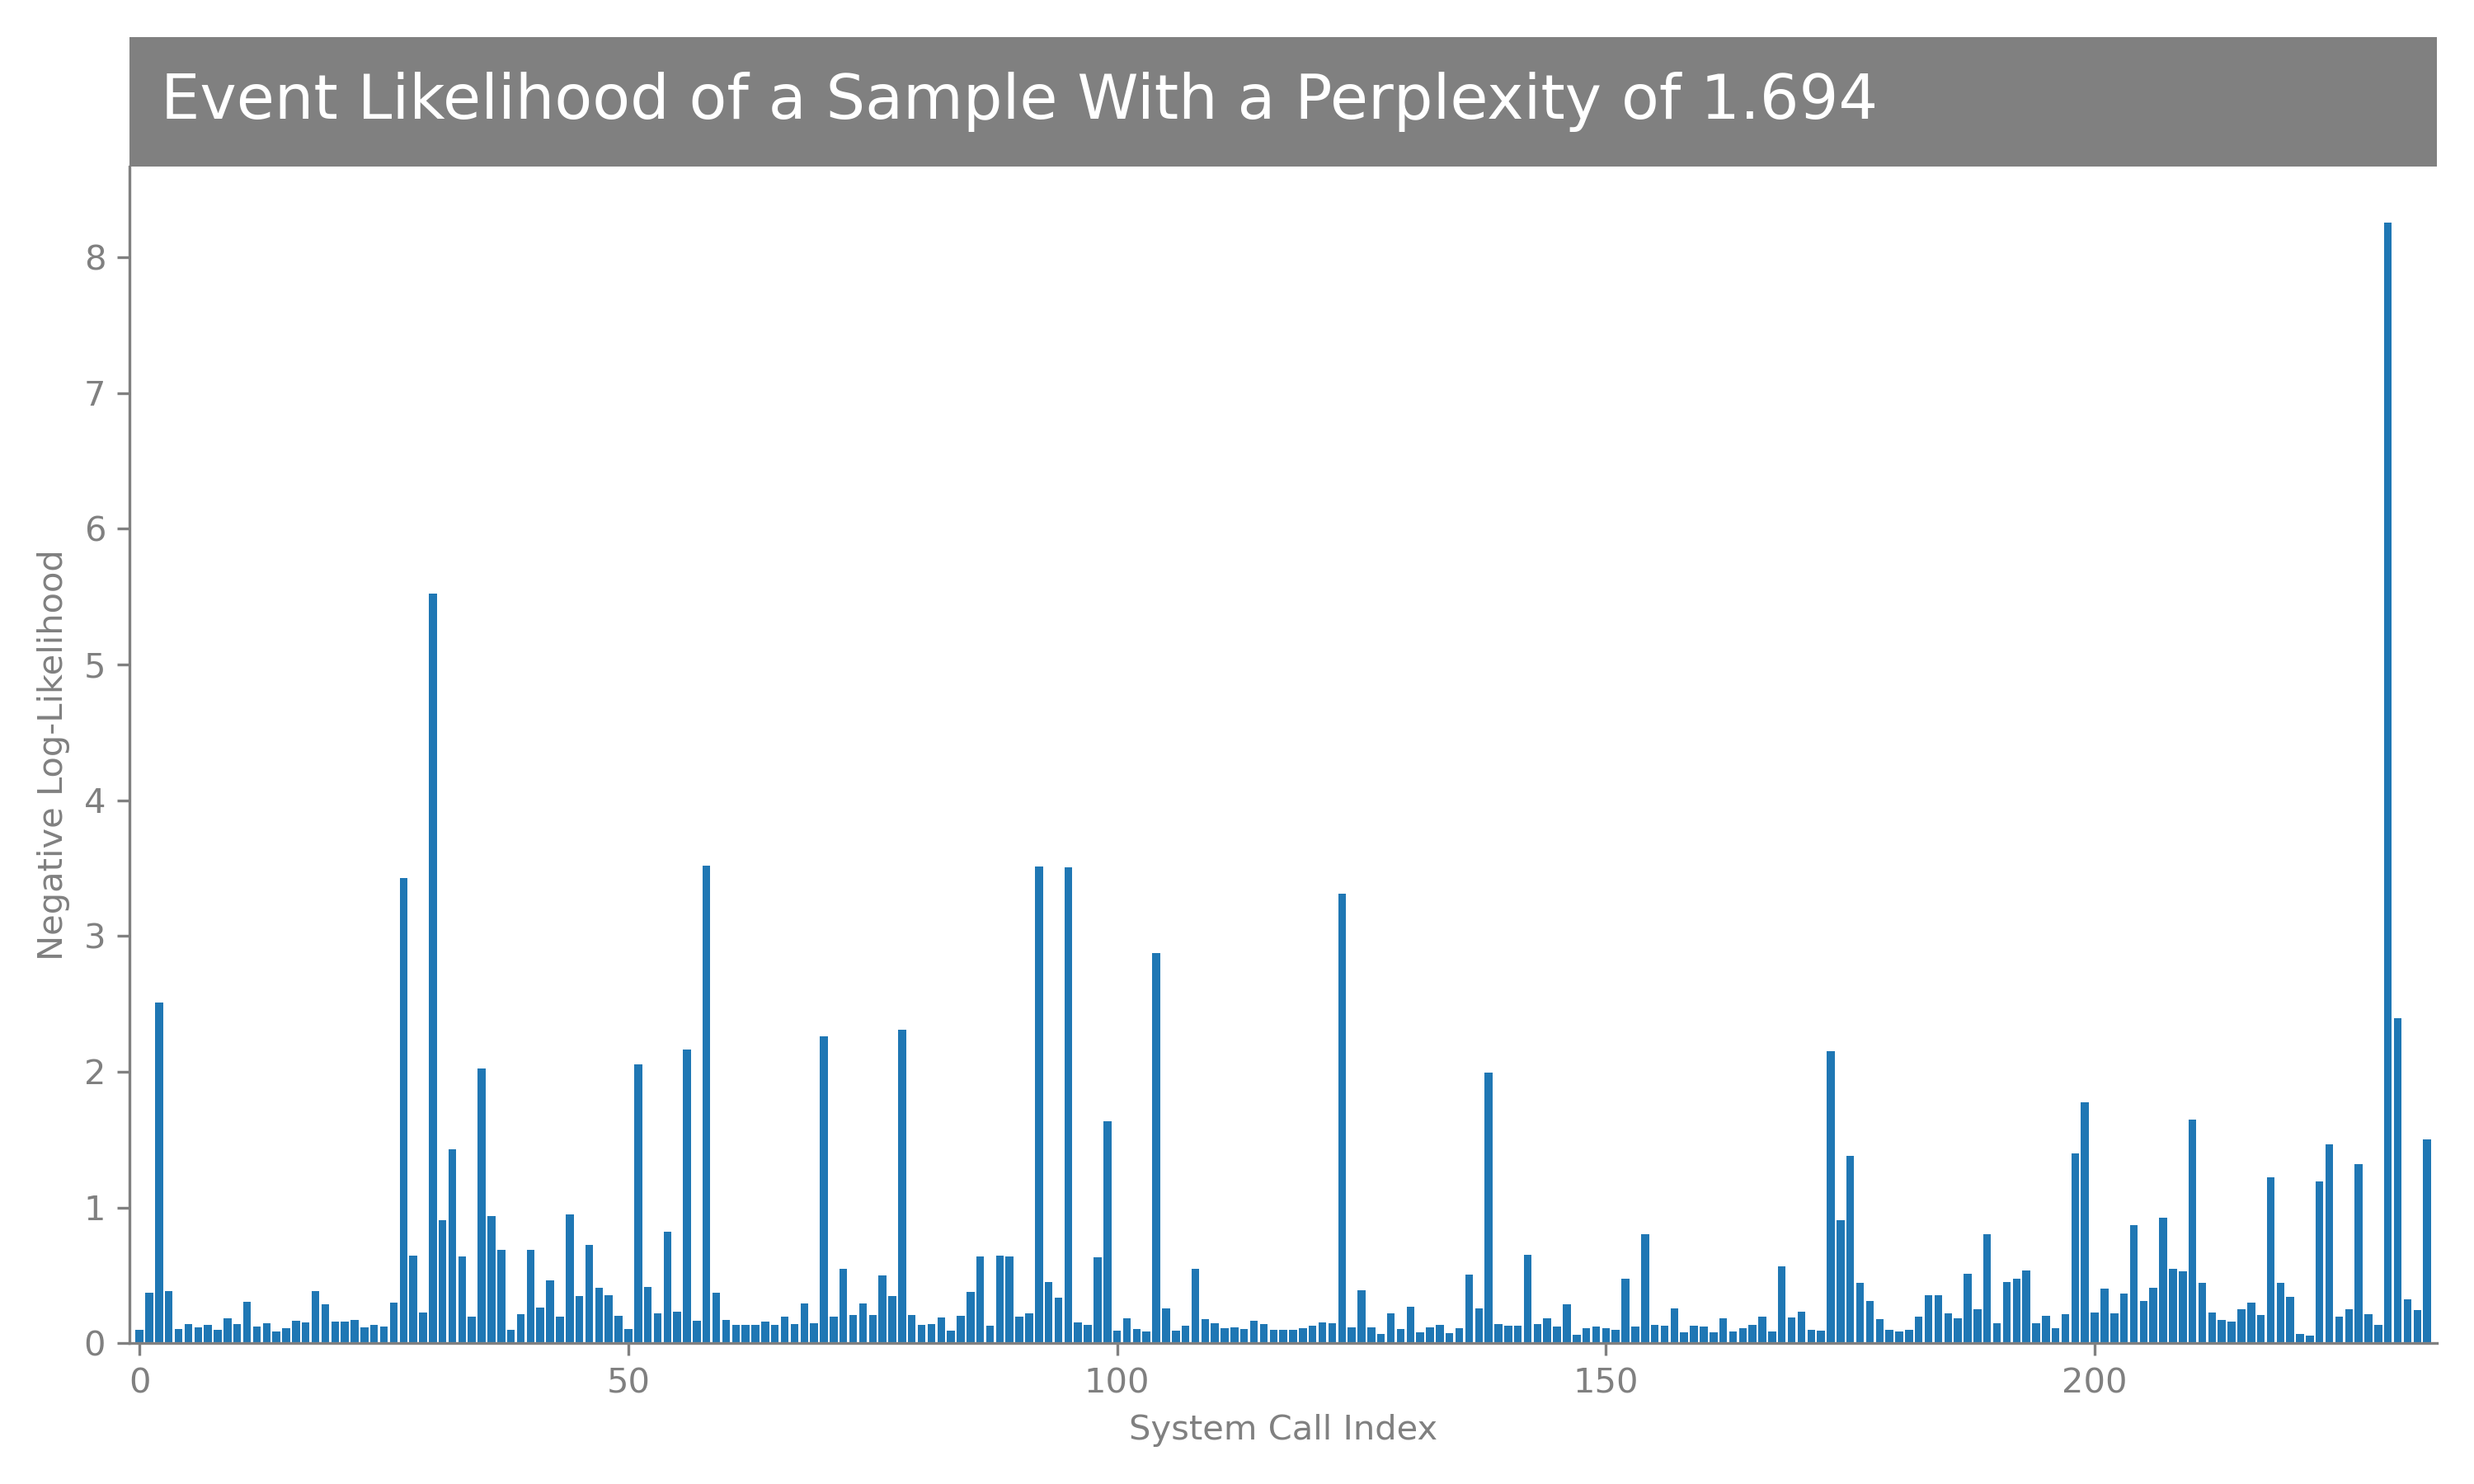 Event Likelihood of a Sample With a Perplexity of 1.694
8
7
6
5
4
3
2
1
0
Negative Log-Likelihood
0 50 100 150 200
System Call Index